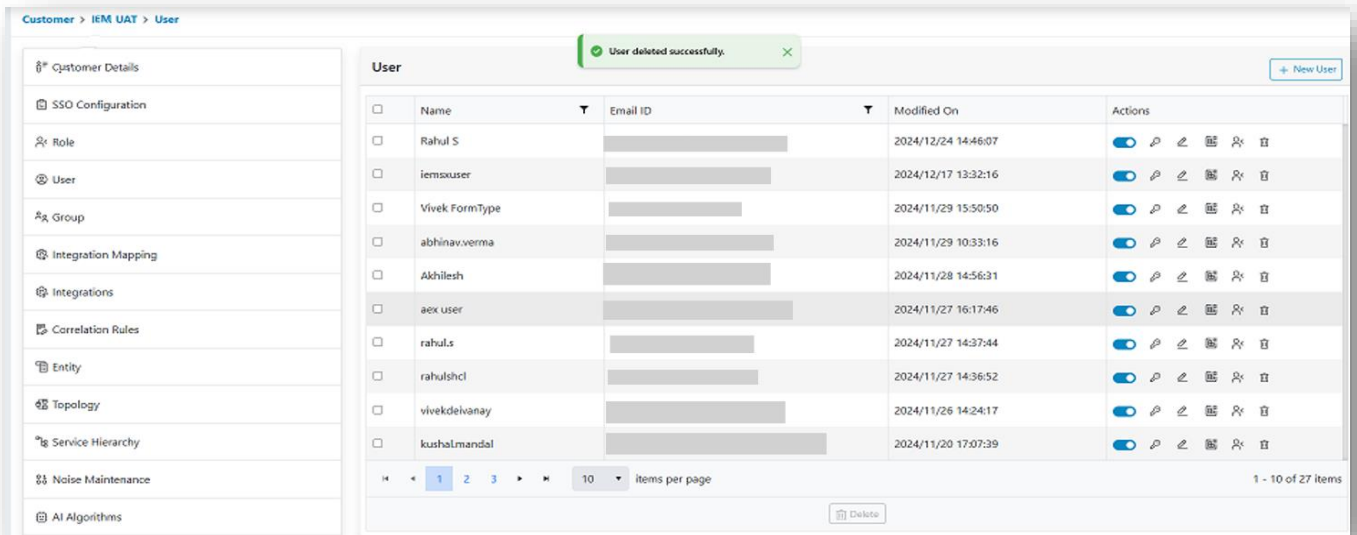 Customer > IEM UAT > User
User deleted successfully.
Customer Details
SSO Configuration
Role
User
Group
Integration Mapping
Integrations
Correlation Rules
Entity
Topology
Service Hierarchy
Noise Maintenance
AI Algorithms
User
+ New User
Name Email ID Modified On Actions
Rahul S 2024/12/24 14:46:07
iemsxuser 2024/12/17 13:32:16
Vivek FormType 2024/11/29 15:50:50
abhinav.verma 2024/11/29 10:33:16
Akhilesh 2024/11/28 14:56:31
aex user 2024/11/27 16:17:46
rahul.s 2024/11/27 14:37:44
rahulshcl 2024/11/27 14:36:52
vivekdeivanay 2024/11/26 14:24:17
kushal.mandal 2024/11/20 17:07:39
1 2 3 10 items per page 1 - 10 of 27 items
Delete